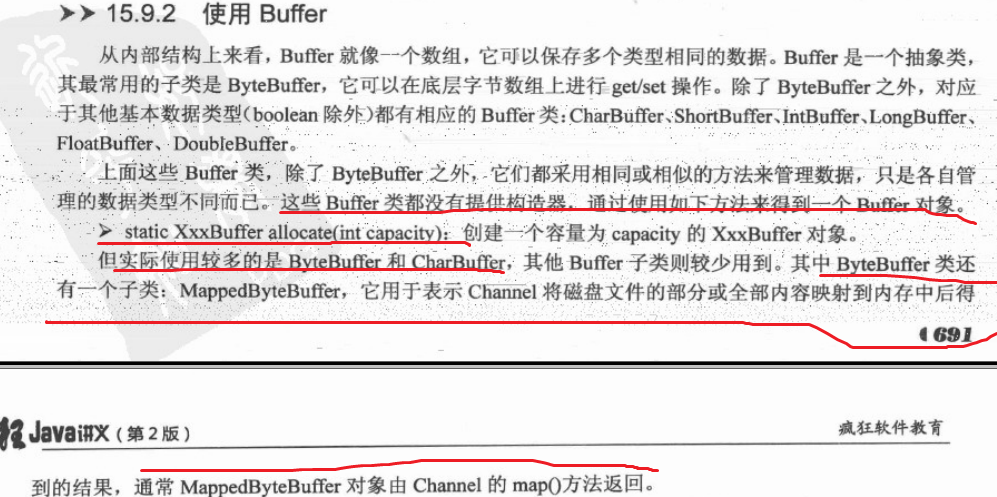 >> 15.9.2 使用 Buffer
从内部结构上来看，Buffer 就像一个数组，它可以保存多个类型相同的数据。Buffer 是一个抽象类，
其最常用的子类是 ByteBuffer，它可以在底层字节数组上进行 get/set 操作。除了 ByteBuffer 之外，对应
于其他基本数据类型（boolean 除外）都有相应的 Buffer 类：CharBuffer、ShortBuffer、IntBuffer、LongBuffer、
FloatBuffer、DoubleBuffer。
上面这些 Buffer 类，除了 ByteBuffer 之外，它们都采用相同或相似的方法来管理数据，只是各自管
理的数据类型不同而已。这些 Buffer 类都没有提供构造器，通过使用如下方法来得到一个 Buffer 对象。
➢ static XxxBuffer allocate(int capacity)：创建一个容量为 capacity 的 XxxBuffer 对象。
但实际使用较多的是 ByteBuffer 和 CharBuffer，其他 Buffer 子类则较少用到。其中 ByteBuffer 类还
有一个子类：MappedByteBuffer，它用于表示 Channel 将磁盘文件的部分或全部内容映射到内存中后得
691
Java讲义（第2版）
疯狂软件教育
到的结果，通常 MappedByteBuffer 对象由 Channel 的 map()方法返回。